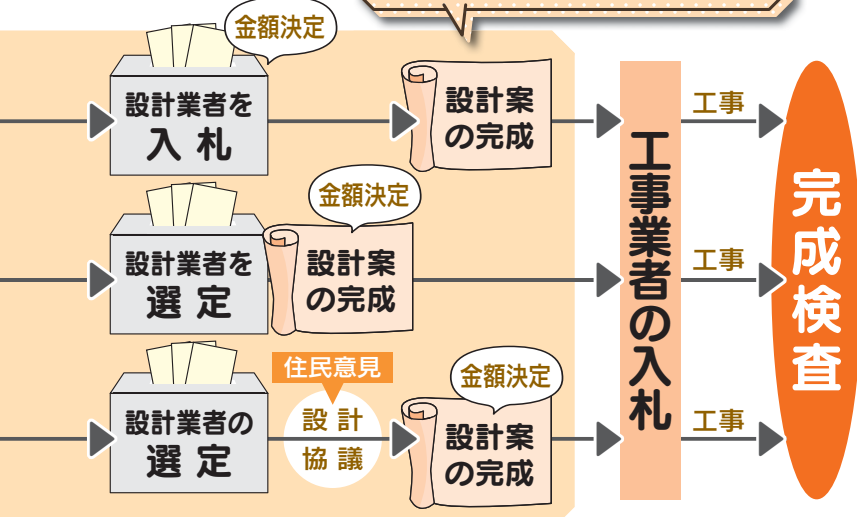 金額決定
設計業者を
入札
設計案
の完成
工事
金額決定
設計業者を
選定
設計案
の完成
工事
住民意見
設計
協議
金額決定
設計業者の
選定
設計案
の完成
工事
工事業者の入札
完成検査